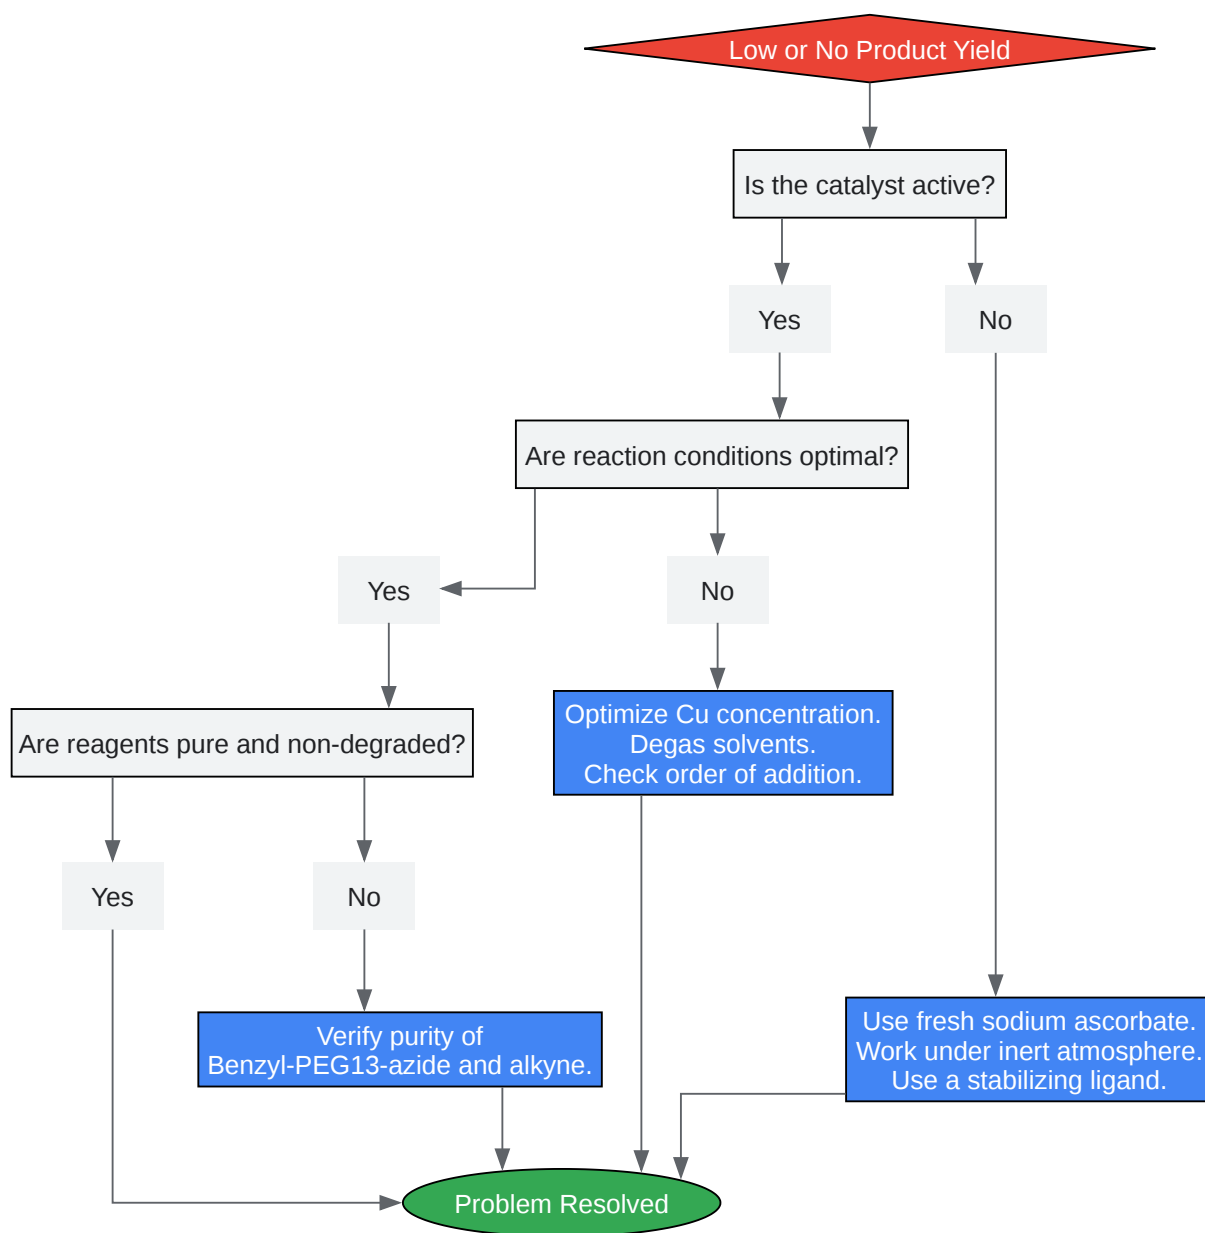 Low or No Product Yield
Is the catalyst active?
Yes
No
Are reaction conditions optimal?
Yes
No
Optimize Cu concentration.
Degas solvents.
Check order of addition.
Are reagents pure and non-degraded?
Yes
No
Verify purity of
Benzyl-PEG13-azide and alkyne.
Use fresh sodium ascorbate.
Work under inert atmosphere.
Use a stabilizing ligand.
Problem Resolved